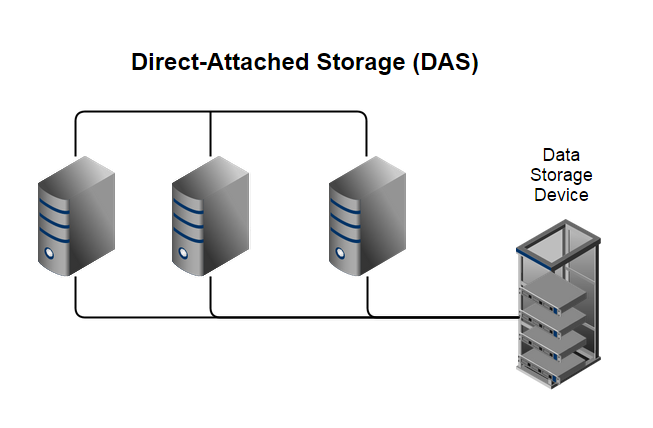 Direct-Attached Storage (DAS)
Data
Storage
Device